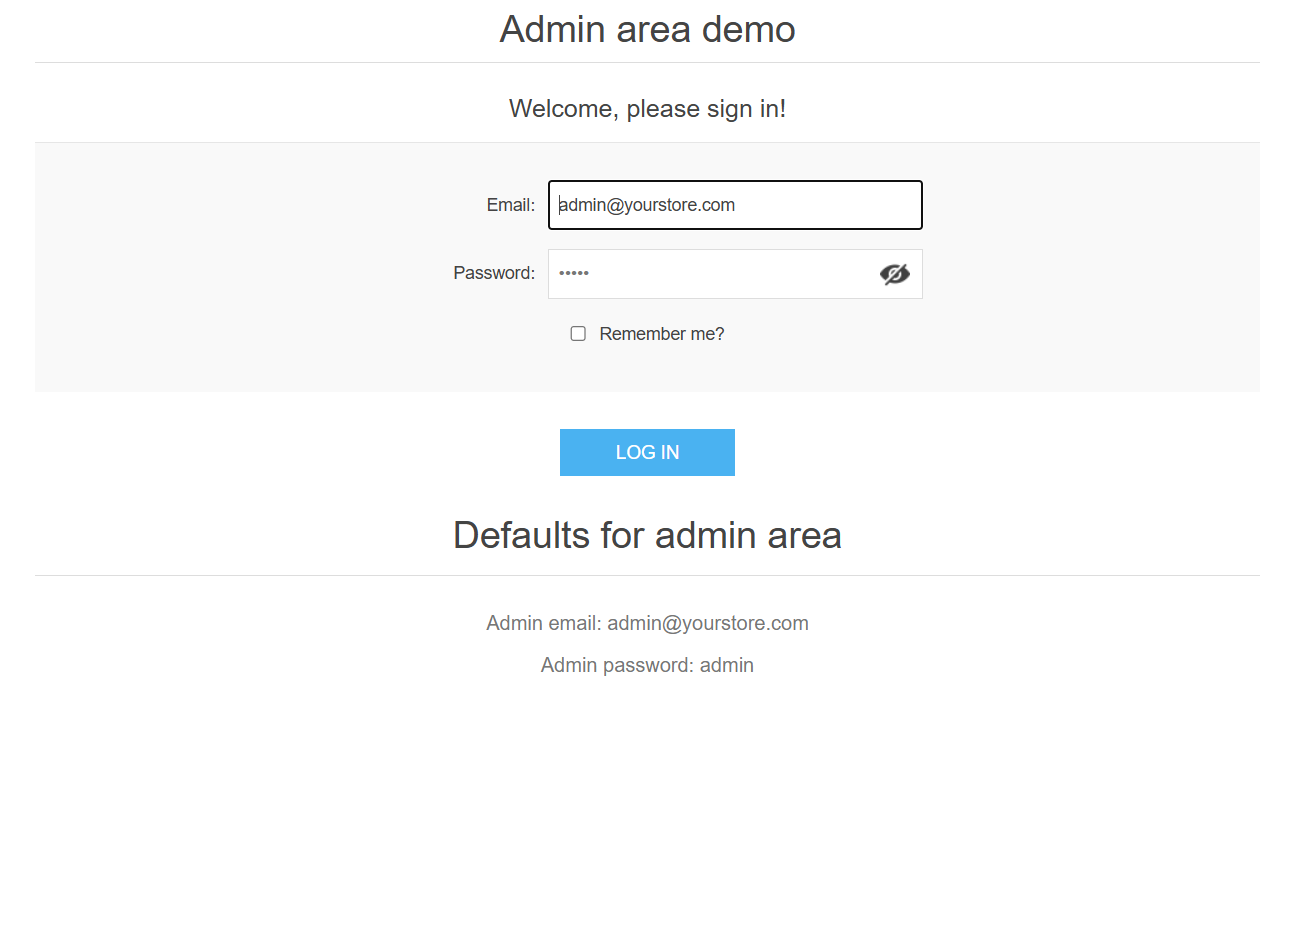 Admin area demo
Welcome, please sign in!
Email: admin@yourstore.com
Password: •••••
Remember me?
LOG IN
Defaults for admin area
Admin email: admin@yourstore.com
Admin password: admin